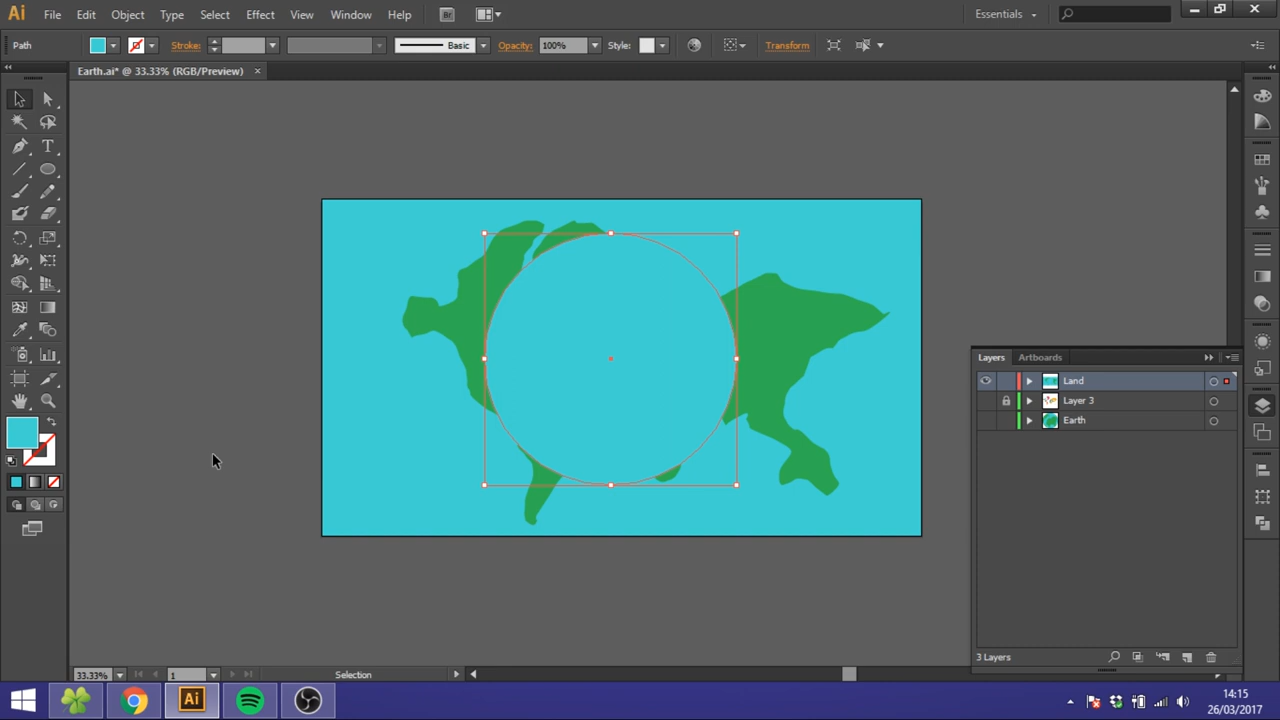 Ai File Edit Object Type Select Effect View Window Help Br Essentials
Path Stroke: Basic Opacity: 100% Style: Transform
Earth.ai* @ 33.33% (RGB/Preview)
Layers Artboards
Land
Layer 3
Earth
3 Layers
33.33% 1 Selection
Ai
14:15
26/03/2017